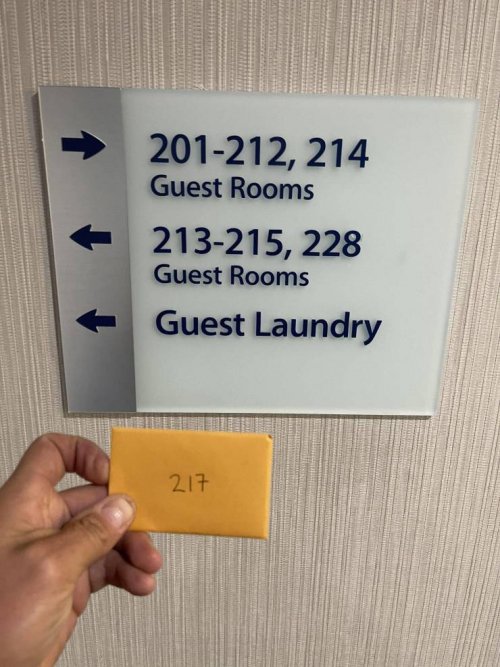 201-212, 214
Guest Rooms
213-215, 228
Guest Rooms
Guest Laundry
217